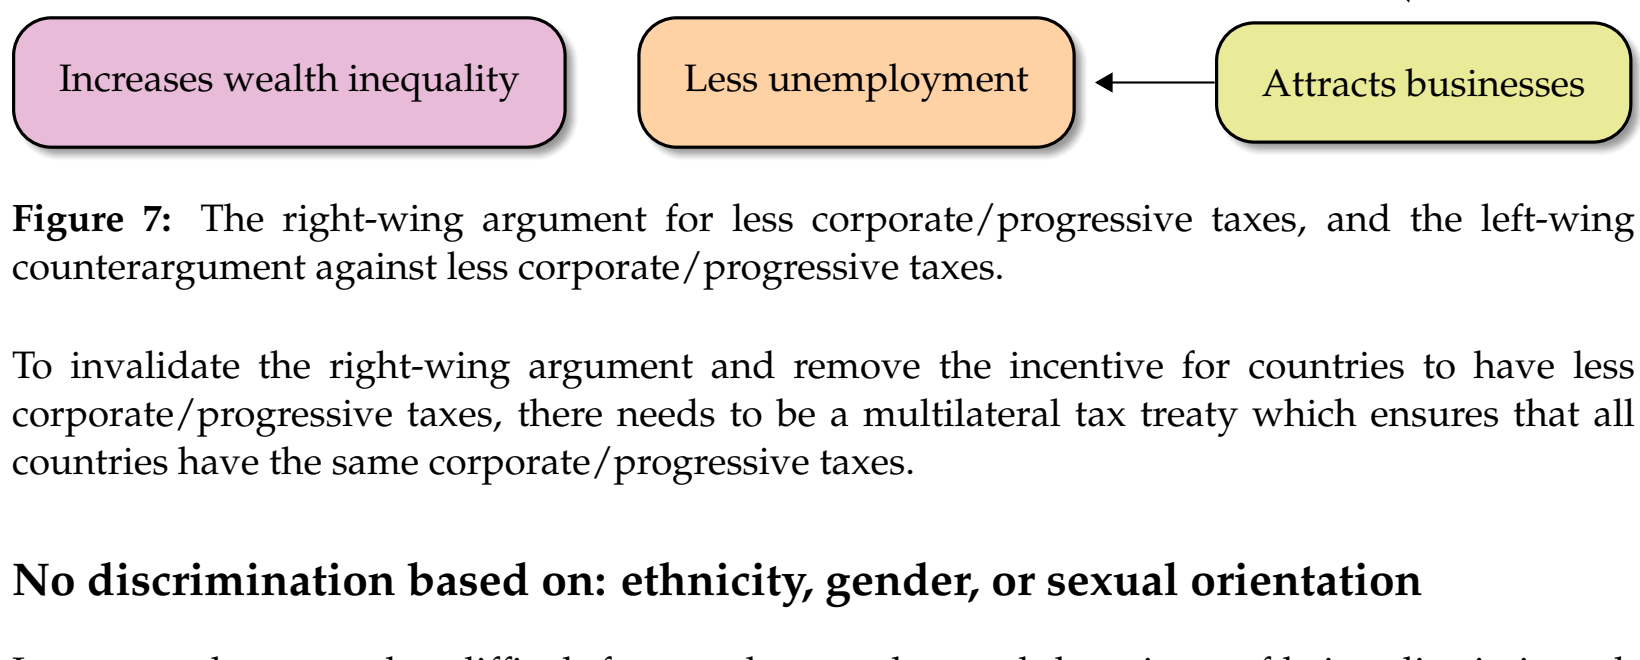 Increases wealth inequality
Less unemployment
Attracts businesses
Figure 7: The right-wing argument for less corporate/progressive taxes, and the left-wing
counterargument against less corporate/progressive taxes.
To invalidate the right-wing argument and remove the incentive for countries to have less
corporate/progressive taxes, there needs to be a multilateral tax treaty which ensures that all
countries have the same corporate/progressive taxes.
No discrimination based on: ethnicity, gender, or sexual orientation